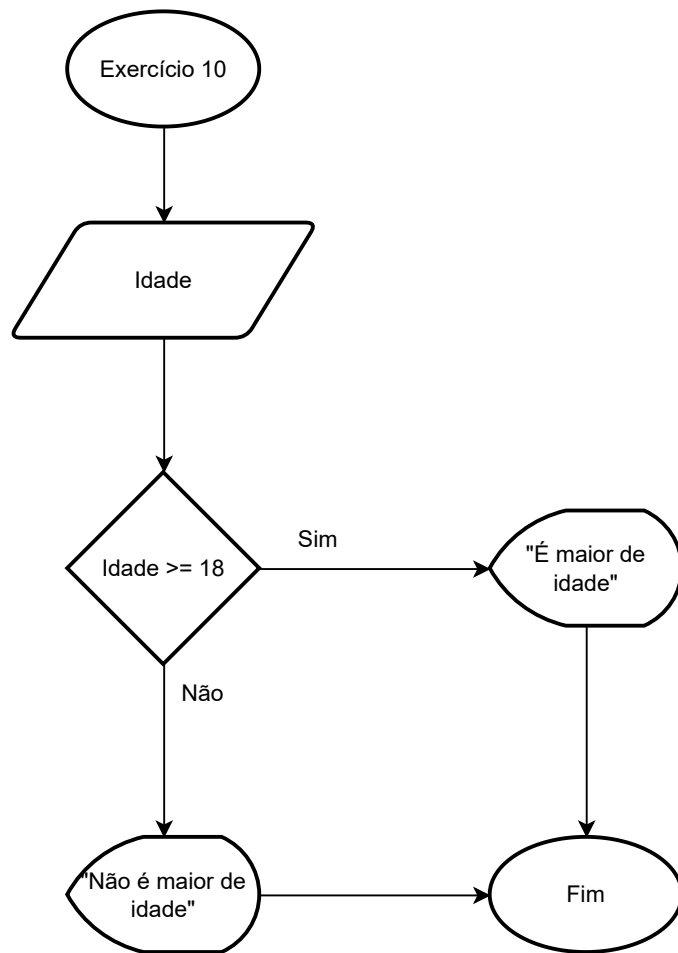 Exercício 10
Idade
Idade >= 18
Sim
"É maior de
idade"
Não
"Não é maior de
idade"
Fim